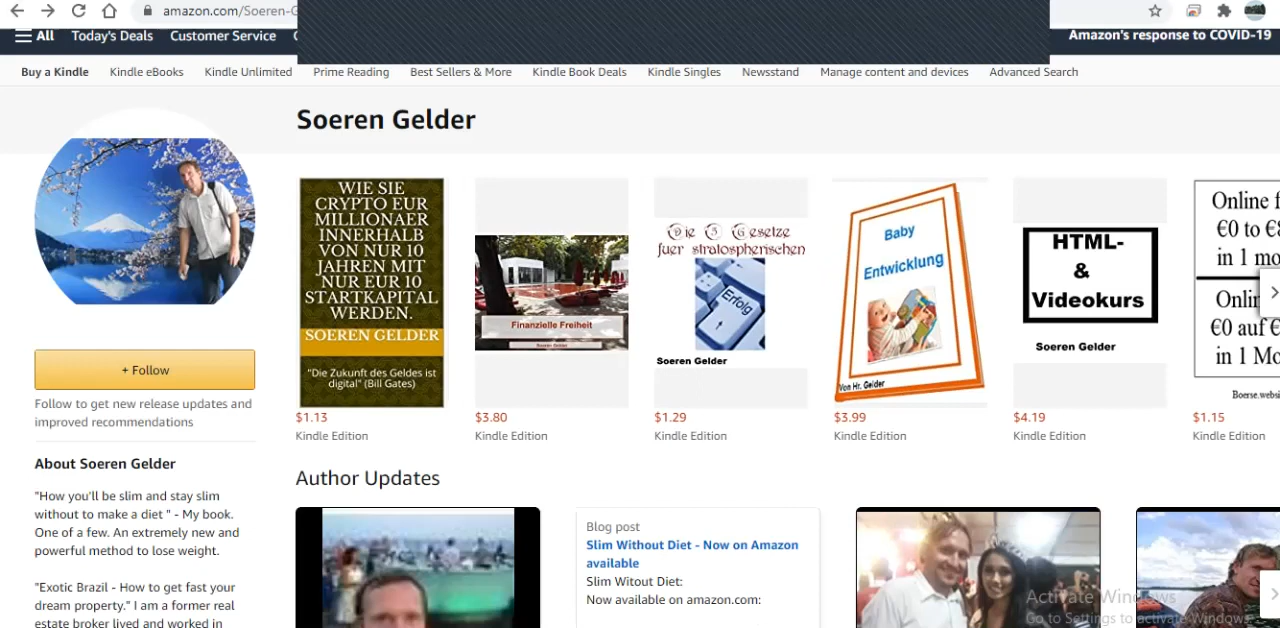 amazon.com/Soeren-G
All Today's Deals Customer Service
Amazon's response to COVID-19
Buy a Kindle Kindle eBooks Kindle Unlimited Prime Reading Best Sellers & More Kindle Book Deals Kindle Singles Newsstand Manage content and devices Advanced Search
Soeren Gelder
WIE SIE
CRYPTO EUR
MILLIONAER
INNERHALB
VON NUR 10
JAHREN MIT
NUR EUR 10
STARTKAPITAL
WERDEN.
SOEREN GELDER
"Die Zukunft des Geldes ist
digital" (Bill Gates)
$1.13
Kindle Edition
Finanzielle Freiheit
Soeren Gelder
$3.80
Kindle Edition
Die 3 Gesetze
fuer stratospherischen
Erfolg
Soeren Gelder
$1.29
Kindle Edition
Baby
Entwicklung
Von Hr. Gelder
$3.99
Kindle Edition
HTML-
&
Videokurs
Soeren Gelder
$4.19
Kindle Edition
Online f
€0 to €8
in 1 mo
Onlin
€0 auf €
in 1 Mo
Boerse.websi
$1.15
Kindle Edition
+ Follow
Follow to get new release updates and
improved recommendations
About Soeren Gelder
"How you'll be slim and stay slim
without to make a diet " - My book.
One of a few. An extremely new and
powerful method to lose weight.
"Exotic Brazil - How to get fast your
dream property." I am a former real
estate broker lived and worked in
Author Updates
Blog post
Slim Without Diet - Now on Amazon
available
Slim Witout Diet:
Now available on amazon.com:
Activate Windows
Go to Settings to activate Windows.